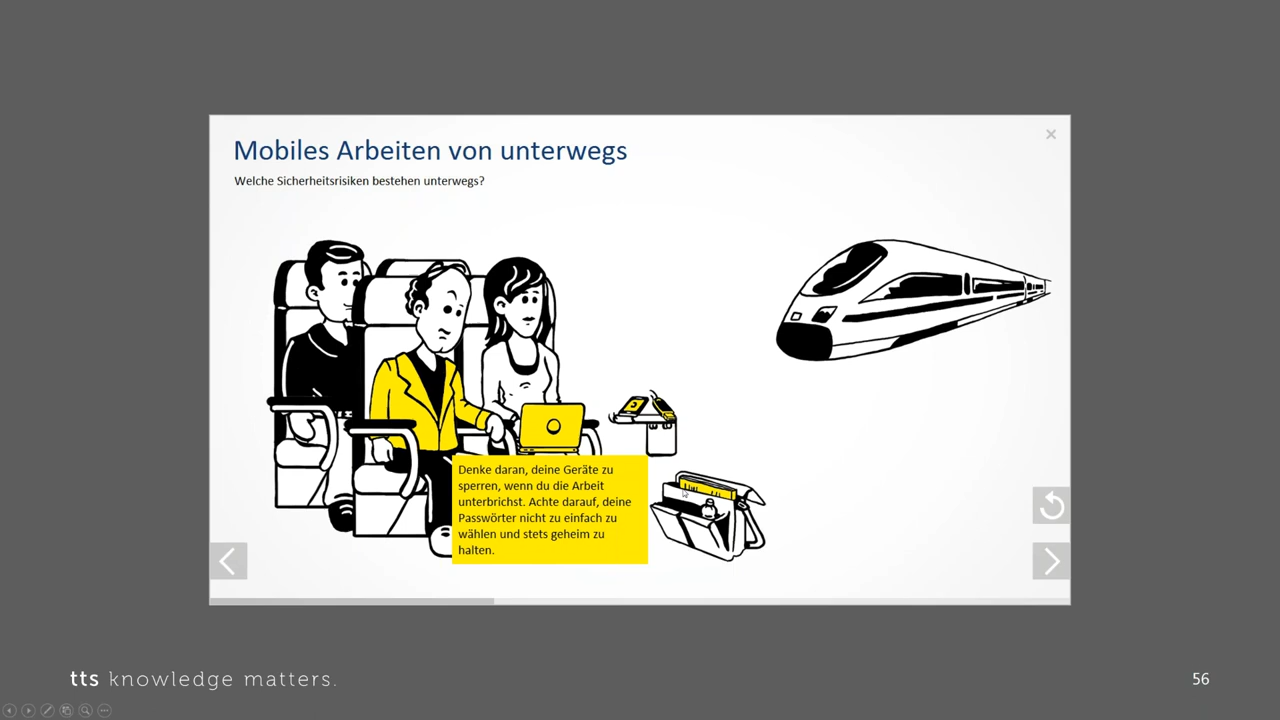 Mobiles Arbeiten von unterwegs
Welche Sicherheitsrisiken bestehen unterwegs?
Denke daran, deine Geräte zu
sperren, wenn du die Arbeit
unterbrichst. Achte darauf, deine
Passwörter nicht zu einfach zu
wählen und stets geheim zu
halten.
tts knowledge matters.
56